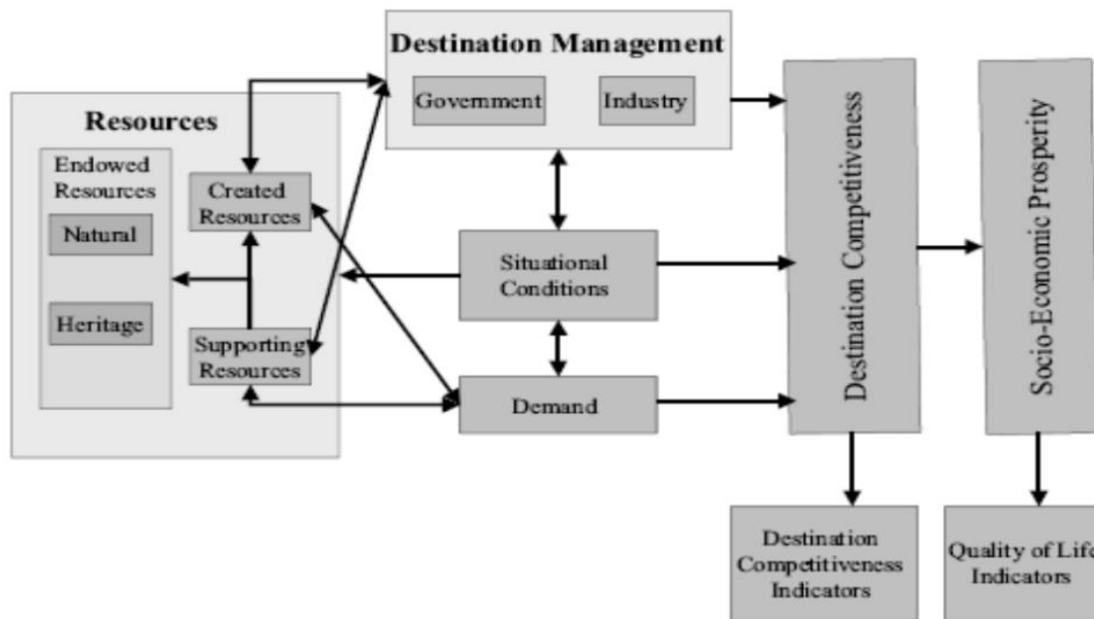 Destination Management
Government
Industry
Resources
Endowed
Resources
Natural
Heritage
Created
Resources
Supporting
Resources
Situational
Conditions
Demand
Destination Competitiveness
Socio-Economic Prosperity
Destination
Competitiveness
Indicators
Quality of Life
Indicators